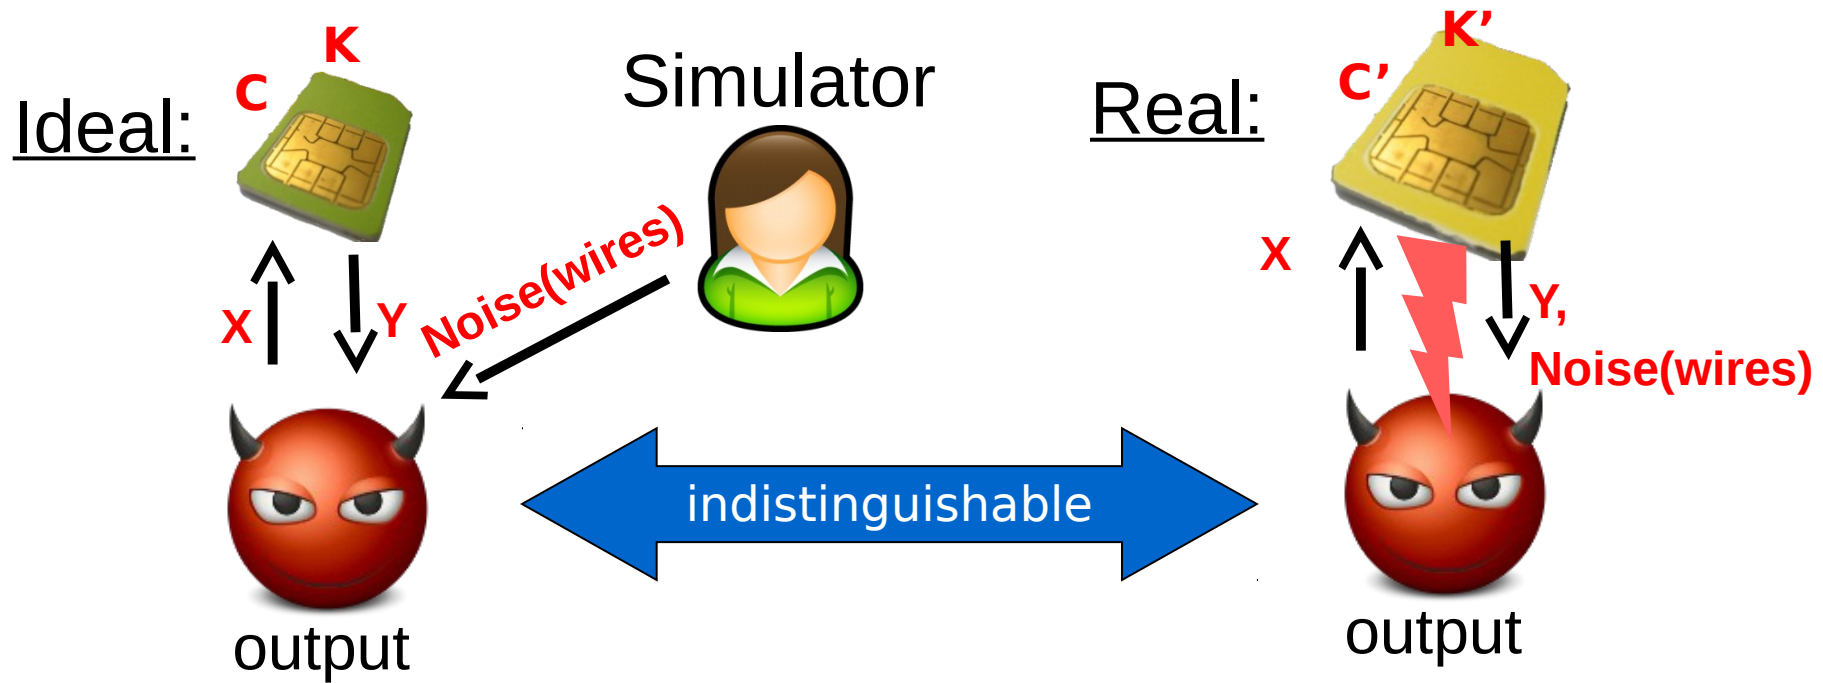 Ideal:
C
K
X
Y
Noise(wires)
Simulator
output
indistinguishable
Real:
C’
K’
X
Y,
Noise(wires)
output